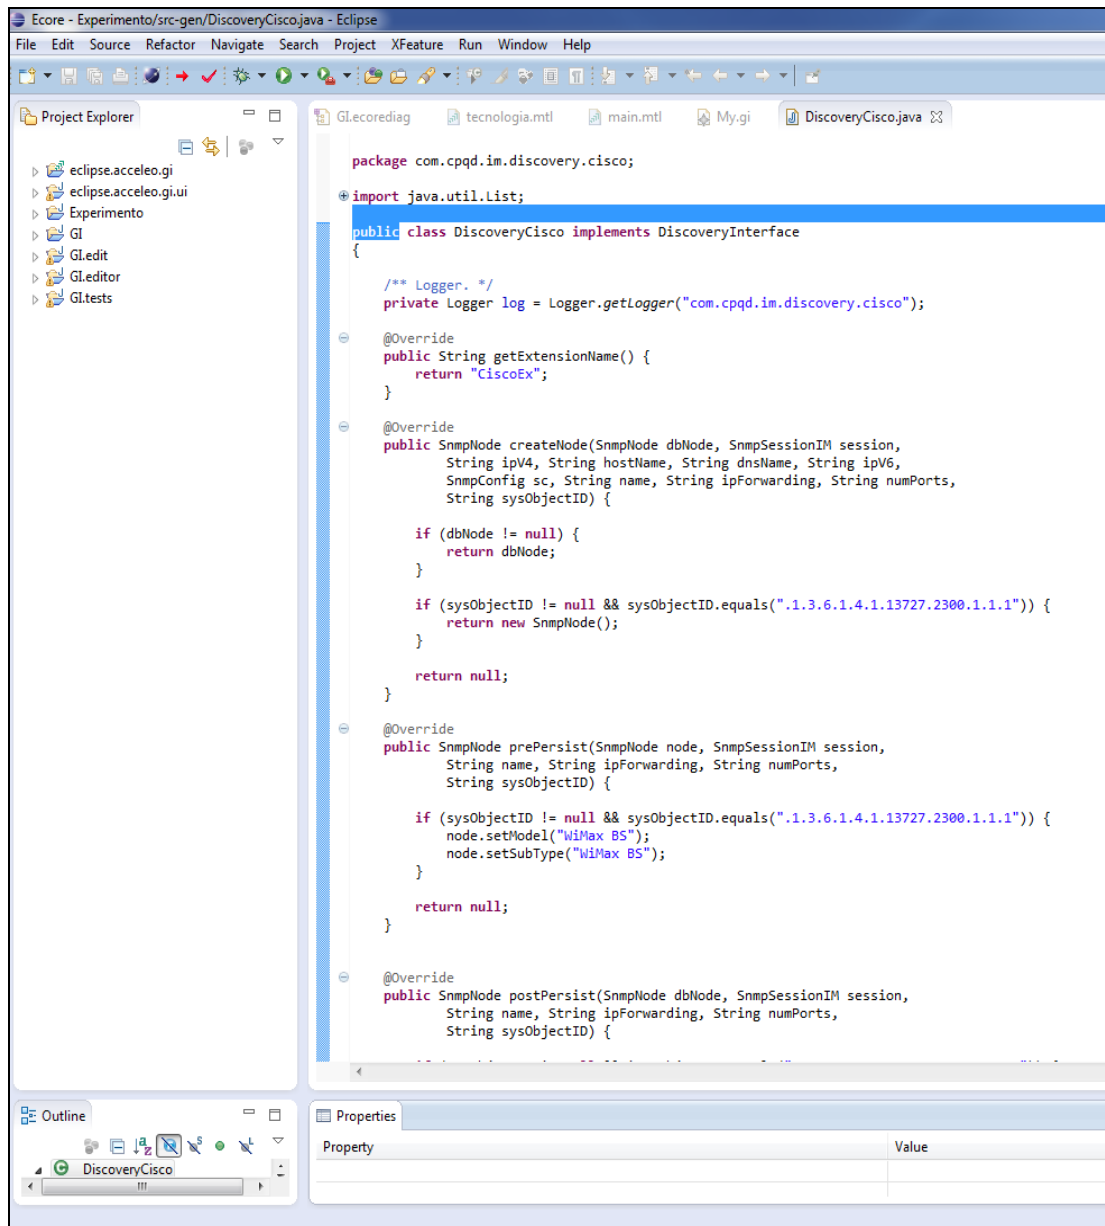 Ecore - Experimento/src-gen/DiscoveryCisco.java - Eclipse
File Edit Source Refactor Navigate Search Project XFeature Run Window Help
Project Explorer
eclipse.acceleo.gi
eclipse.acceleo.gi.ui
Experimento
GI
GI.edit
GI.editor
GI.tests
GI.ecorediag tecnologia.mtl main.mtl My.gi DiscoveryCisco.java
package com.cpqd.im.discovery.cisco;
import java.util.List;
public class DiscoveryCisco implements DiscoveryInterface
{
/** Logger. */
private Logger log = Logger.getLogger("com.cpqd.im.discovery.cisco");
@Override
public String getExtensionName() {
return "CiscoEx";
}
@Override
public SnmpNode createNode(SnmpNode dbNode, SnmpSessionIM session,
String ipV4, String hostName, String dnsName, String ipV6,
SnmpConfig sc, String name, String ipForwarding, String numPorts,
String sysObjectID) {
if (dbNode != null) {
return dbNode;
}
if (sysObjectID != null && sysObjectID.equals(".1.3.6.1.4.1.13727.2300.1.1.1")) {
return new SnmpNode();
}
return null;
}
@Override
public SnmpNode prePersist(SnmpNode node, SnmpSessionIM session,
String name, String ipForwarding, String numPorts,
String sysObjectID) {
if (sysObjectID != null && sysObjectID.equals(".1.3.6.1.4.1.13727.2300.1.1.1")) {
node.setModel("WiMax BS");
node.setSubType("WiMax BS");
}
return null;
}
@Override
public SnmpNode postPersist(SnmpNode dbNode, SnmpSessionIM session,
String name, String ipForwarding, String numPorts,
String sysObjectID) {
Outline
DiscoveryCisco
Properties
Property Value